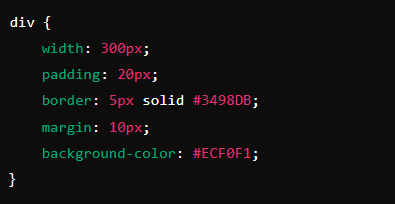 div {
    width: 300px;
    padding: 20px;
    border: 5px solid #3498DB;
    margin: 10px;
    background-color: #ECF0F1;
}